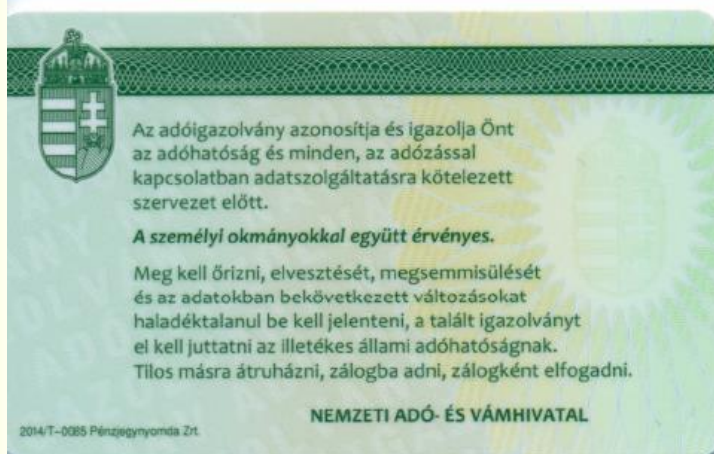 Az adóigazolvány azonosítja és igazolja Önt
az adóhatóság és minden, az adózással
kapcsolatban adatszolgáltatásra kötelezett
szervezet előtt.
A személyi okmányokkal együtt érvényes.
Meg kell őrizni, elvesztését, megsemmisülését
és az adatokban bekövetkezett változásokat
haladéktalanul be kell jelenteni, a talált igazolványt
el kell juttatni az illetékes állami adóhatóságnak.
Tilos másra átruházni, zálogba adni, zálogként elfogadni.
NEMZETI ADÓ- ÉS VÁMHIVATAL
2014/T-0085 Pénzjegynyomda Zrt.